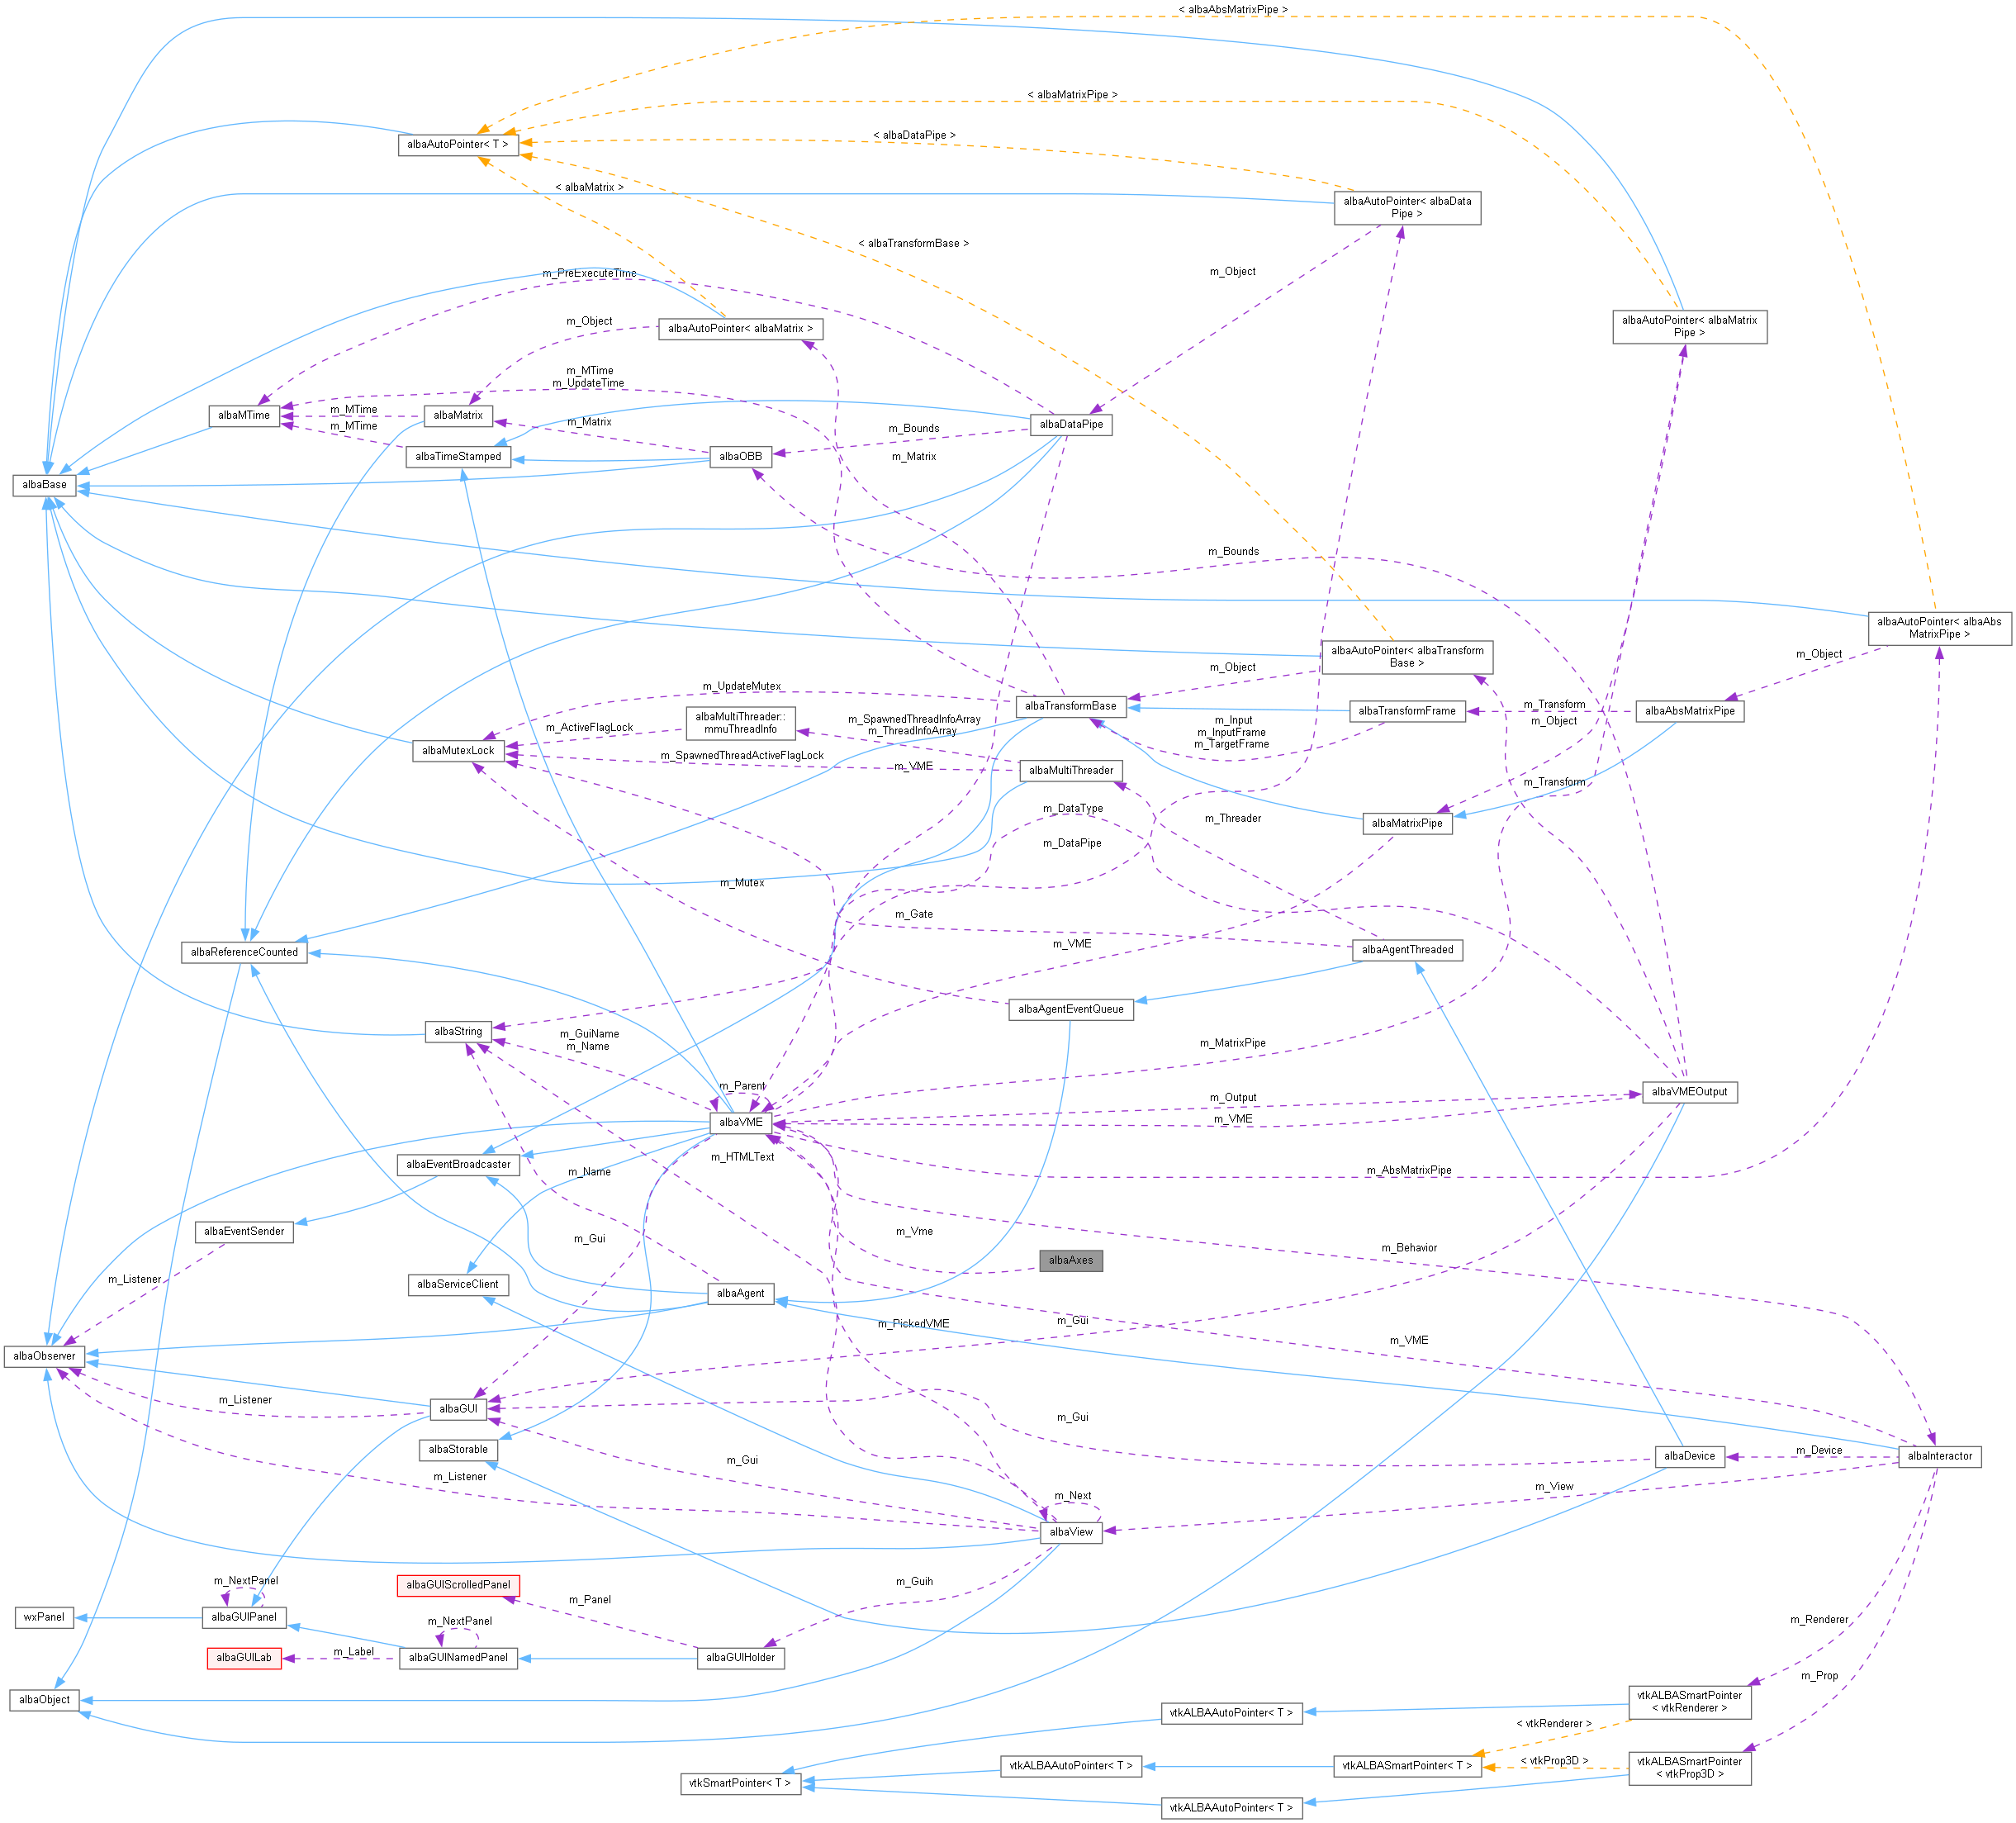 < albaAbsMatrixPipe >
< albaMatrixPipe >
< albaDataPipe >
albaAutoPointer< T >
< albaMatrix >
albaAutoPointer< albaData
Pipe >
< albaTransformBase >
m_PreExecuteTime
m_Object
m_Object
albaAutoPointer< albaMatrix >
albaAutoPointer< albaMatrix
Pipe >
m_MTime
m_UpdateTime
albaMTime
m_MTime
albaMatrix
m_MTime
m_Matrix
albaDataPipe
m_Bounds
albaTimeStamped
albaOBB
m_Matrix
albaBase
m_Bounds
albaAutoPointer< albaAbs
MatrixPipe >
albaAutoPointer< albaTransform
Base >
m_Object
m_Object
m_UpdateMutex
albaTransformBase
albaTransformFrame
m_Transform
albaAbsMatrixPipe
albaMultiThreader::
mmuThreadInfo
m_SpawnedThreadInfoArray
m_ThreadInfoArray
m_Input
m_InputFrame
m_TargetFrame
m_Object
m_ActiveFlagLock
albaMutexLock
m_SpawnedThreadActiveFlagLock
m_VME
albaMultiThreader
m_Transform
m_DataType
m_Threader
albaMatrixPipe
m_DataPipe
m_Mutex
m_Gate
m_VME
albaAgentThreaded
albaReferenceCounted
albaAgentEventQueue
albaString
m_GuiName
m_Name
m_MatrixPipe
m_Parent
m_Output
albaVMEOutput
albaVME
m_VME
m_HTMLText
albaEventBroadcaster
m_Name
m_AbsMatrixPipe
albaEventSender
m_Gui
m_Vme
m_Behavior
albaAxes
m_Listener
albaServiceClient
albaAgent
m_PickedVME
m_Gui
m_VME
albaObserver
m_Listener
albaGUI
m_Gui
albaStorable
m_Gui
m_Device
albaDevice
albaInteractor
m_Listener
m_View
m_Next
albaView
m_NextPanel
albaGUIScrolledPanel
m_Guih
m_Panel
wxPanel
albaGUIPanel
m_NextPanel
m_Renderer
albaGUILab
m_Label
albaGUINamedPanel
albaGUIHolder
m_Prop
albaObject
vtkALBASmartPointer
< vtkRenderer >
vtkALBAAutoPointer< T >
< vtkRenderer >
vtkALBAAutoPointer< T >
vtkALBASmartPointer< T >
< vtkProp3D >
vtkALBASmartPointer
< vtkProp3D >
vtkSmartPointer< T >
vtkALBAAutoPointer< T >